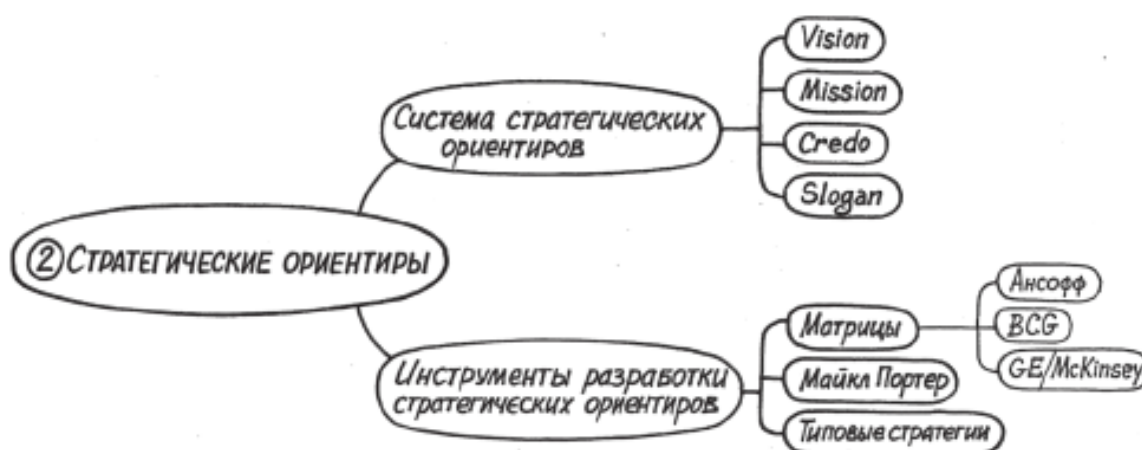 ② СТРАТЕГИЧЕСКИЕ ОРИЕНТИРЫ
Система стратегических
ориентиров
Vision
Mission
Credo
Slogan
Инструменты разработки
стратегических ориентиров
Матрицы
Ансофф
BCG
GE/McKinsey
Майкл Портер
Типовые стратегии